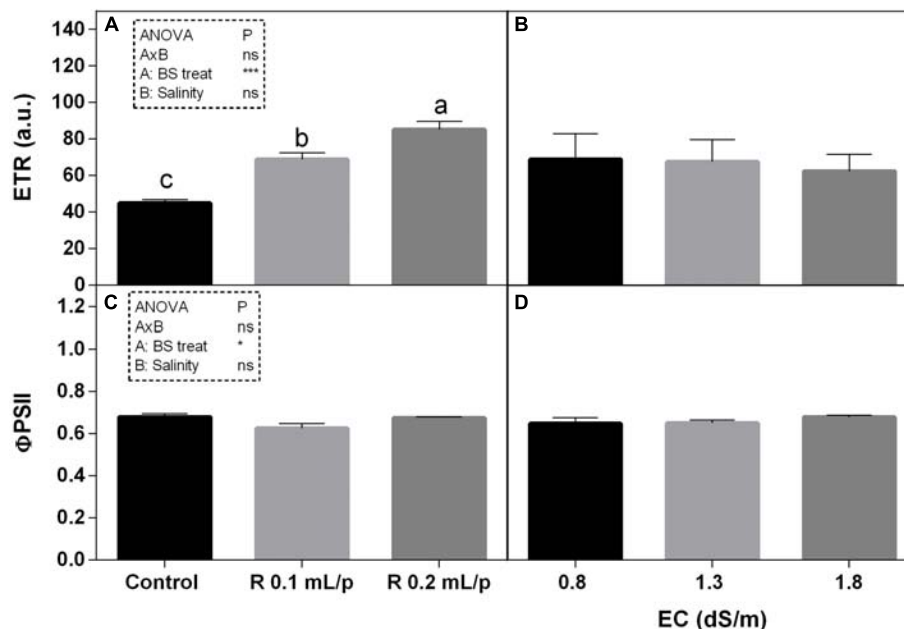 A
B
ANOVA P
AxB ns
A: BS treat ***
B: Salinity ns
140
120
100
80
60
40
20
0
ETR (a.u.)
c
b
a
C
D
ANOVA P
AxB ns
A: BS treat *
B: Salinity ns
1.2
1.0
0.8
0.6
0.4
0.2
0.0
ΦPSII
Control R 0.1 mL/p R 0.2 mL/p
0.8 1.3 1.8
EC (dS/m)